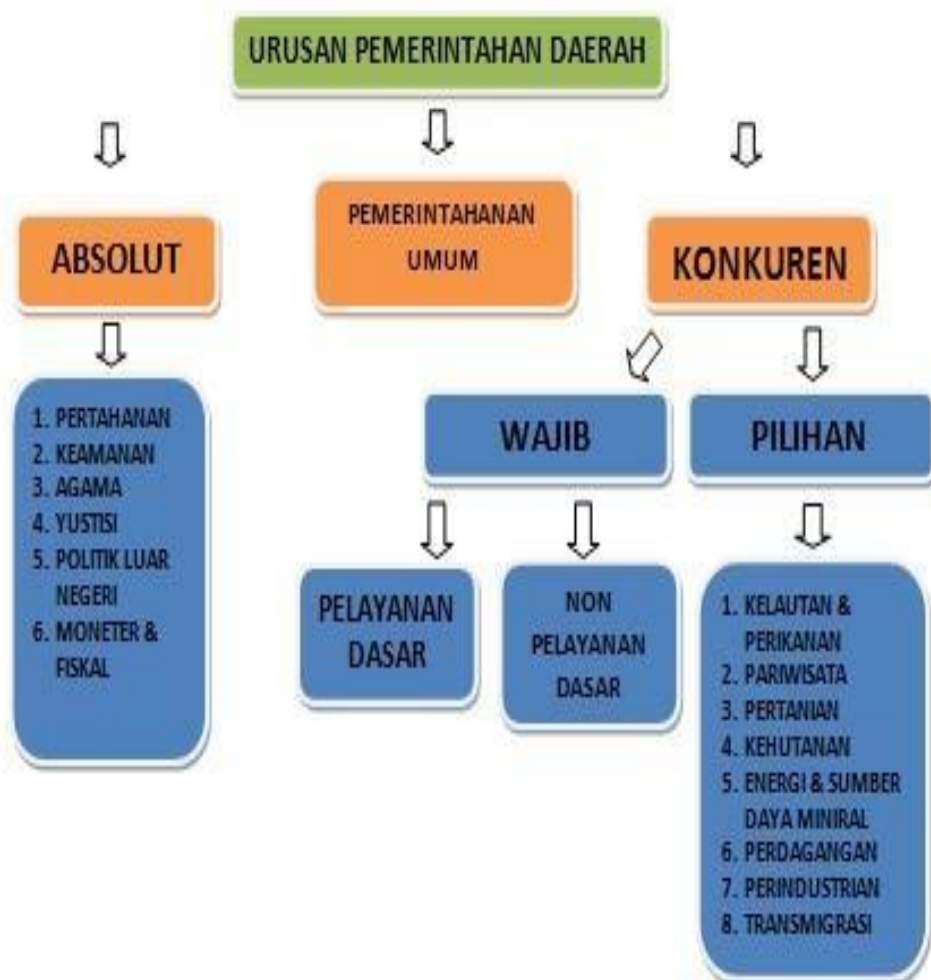 URUSAN PEMERINTAHAN DAERAH
ABSOLUT
PEMERINTAHANAN
UMUM
KONKUREN
1. PERTAHANAN
2. KEAMANAN
3. AGAMA
4. YUSTISI
5. POLITIK LUAR
NEGERI
6. MONETER &
FISKAL
WAJIB
PILIHAN
PELAYANAN
DASAR
NON
PELAYANAN
DASAR
1. KELAUTAN &
PERIKANAN
2. PARIWISATA
3. PERTANIAN
4. KEHUTANAN
5. ENERGI & SUMBER
DAYA MINIRAL
6. PERDAGANGAN
7. PERINDUSTRIAN
8. TRANSMIGRASI